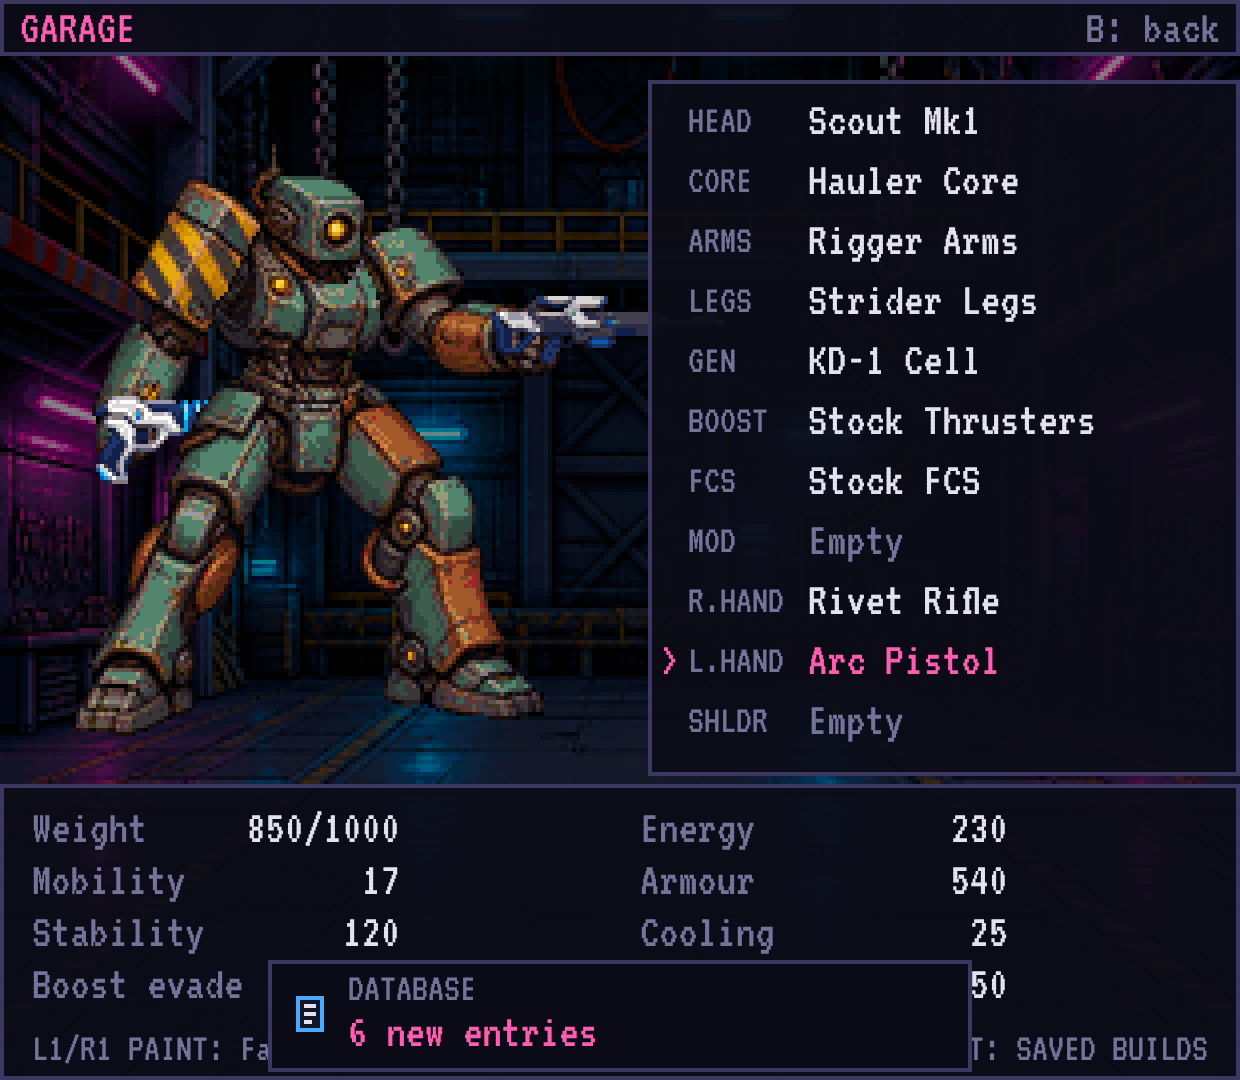 GARAGE B: back
HEAD Scout Mk1
CORE Hauler Core
ARMS Rigger Arms
LEGS Strider Legs
GEN KD-1 Cell
BOOST Stock Thrusters
FCS Stock FCS
MOD Empty
R.HAND Rivet Rifle
> L.HAND Arc Pistol
SHLDR Empty
Weight 850/1000 Energy 230
Mobility 17 Armour 540
Stability 120 Cooling 25
Boost evade 50
DATABASE
6 new entries
L1/R1 PAINT: Fa T: SAVED BUILDS